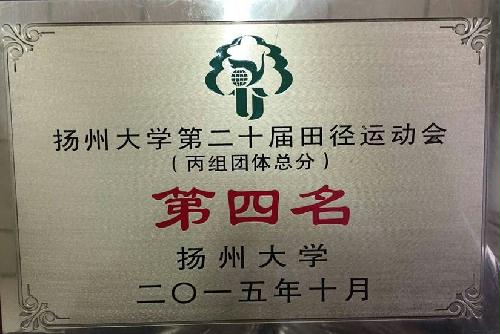 扬州大学第二十届田径运动会
(丙组团体总分)
第四名
扬州大学
二〇一五年十月